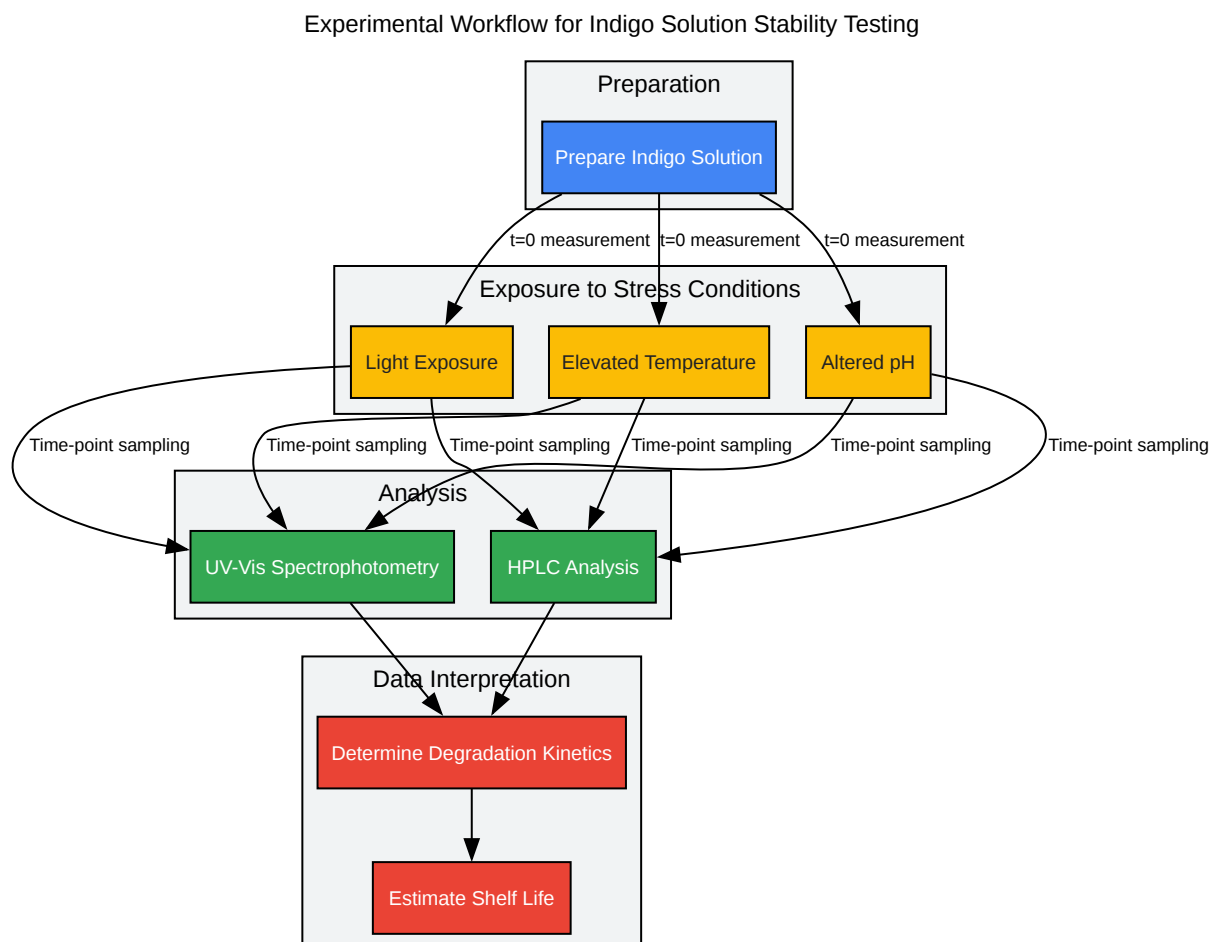 Experimental Workflow for Indigo Solution Stability Testing
Preparation
Prepare Indigo Solution
t=0 measurement
t=0 measurement
t=0 measurement
Exposure to Stress Conditions
Light Exposure
Elevated Temperature
Altered pH
Time-point sampling
Time-point sampling
Time-point sampling
Time-point sampling
Time-point sampling
Time-point sampling
Analysis
UV-Vis Spectrophotometry
HPLC Analysis
Data Interpretation
Determine Degradation Kinetics
Estimate Shelf Life